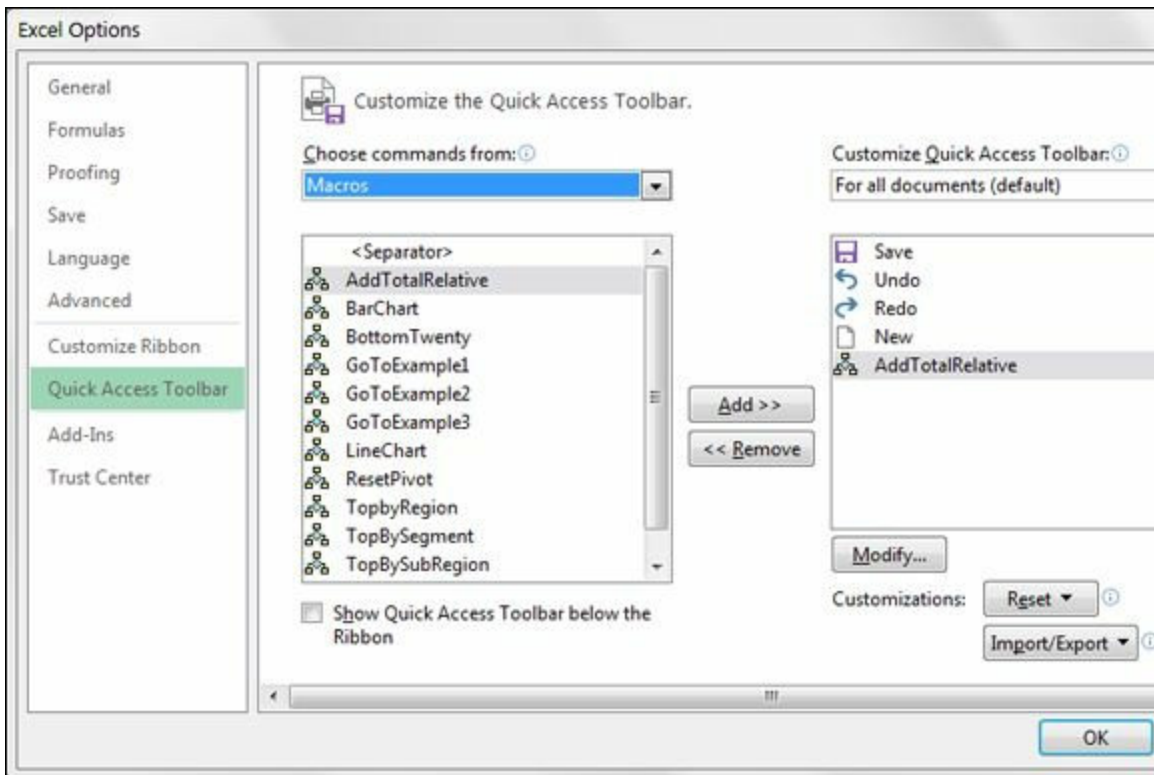 Excel Options
General
Formulas
Proofing
Save
Language
Advanced
Customize Ribbon
Quick Access Toolbar
Add-Ins
Trust Center
Customize the Quick Access Toolbar.
Choose commands from:
Macros
<Separator>
AddTotalRelative
BarChart
BottomTwenty
GoToExample1
GoToExample2
GoToExample3
LineChart
ResetPivot
TopbyRegion
TopBySegment
TopBySubRegion
Show Quick Access Toolbar below the
Ribbon
Add >>
<< Remove
Customize Quick Access Toolbar:
For all documents (default)
Save
Undo
Redo
New
AddTotalRelative
Modify...
Customizations:
Reset
Import/Export
OK